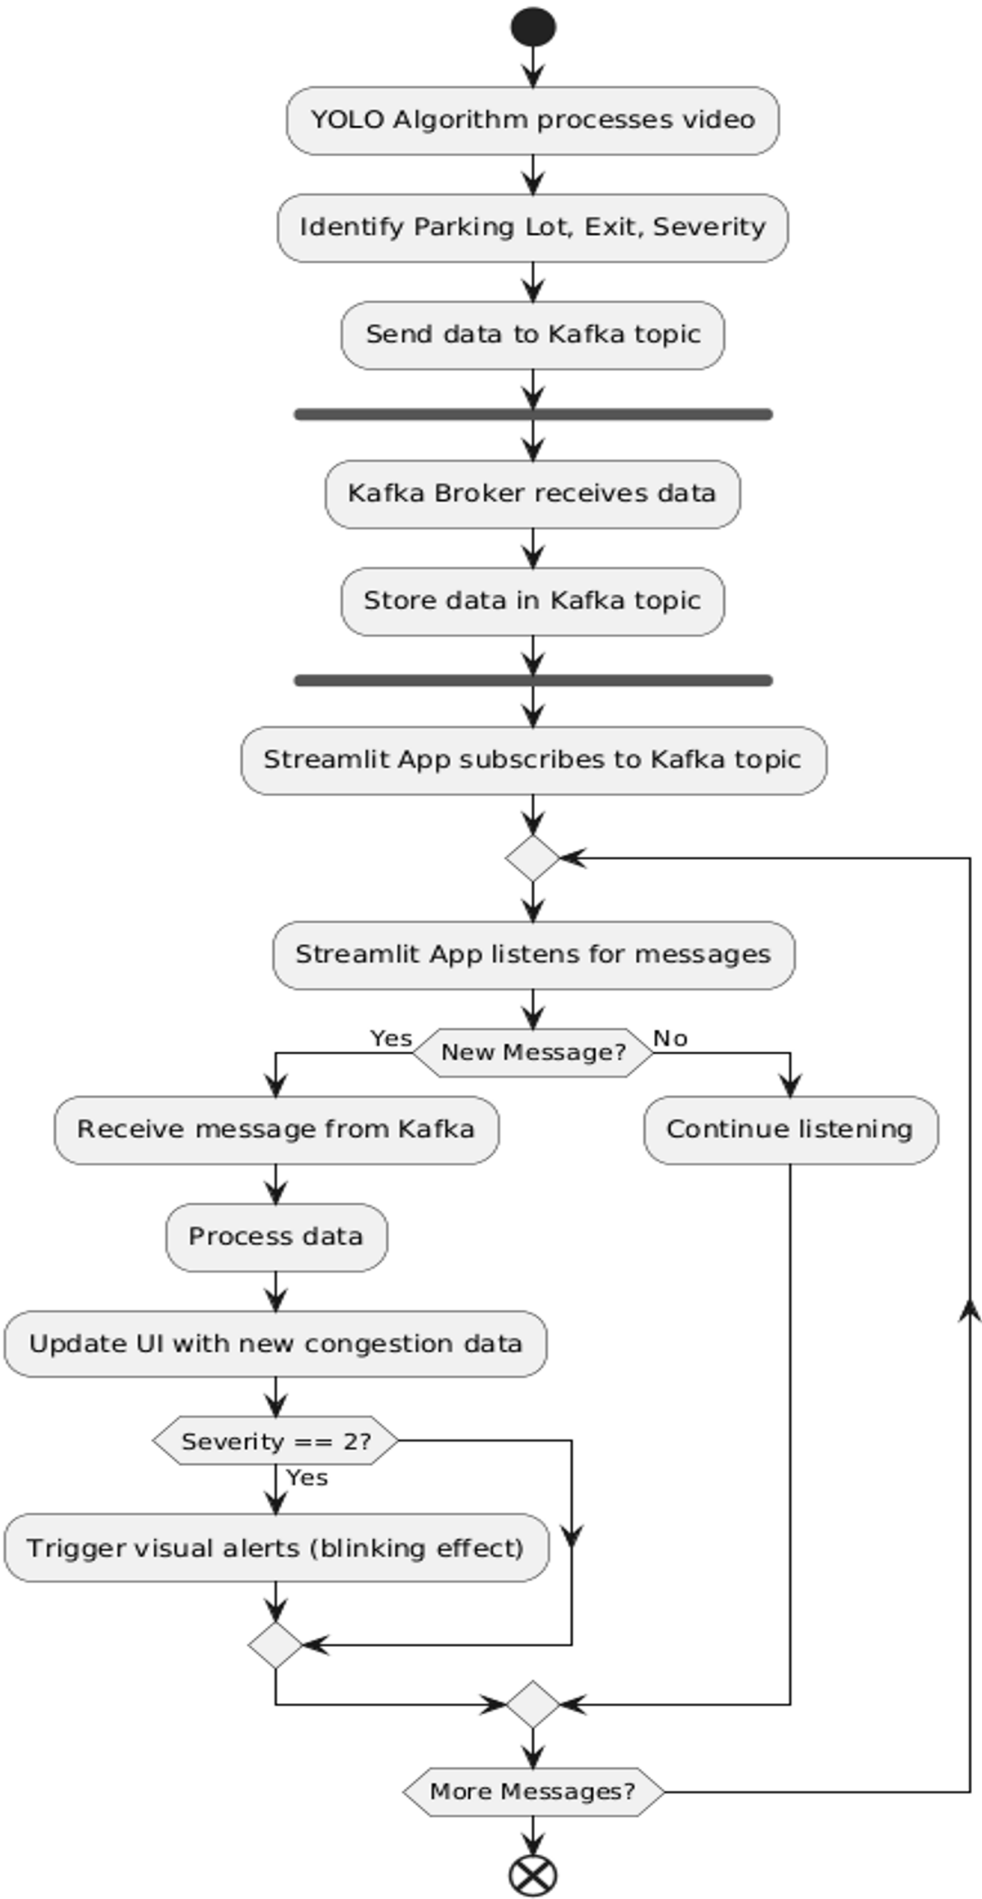 YOLO Algorithm processes video
Identify Parking Lot, Exit, Severity
Send data to Kafka topic
Kafka Broker receives data
Store data in Kafka topic
Streamlit App subscribes to Kafka topic
Streamlit App listens for messages
Yes
New Message?
No
Receive message from Kafka
Continue listening
Process data
Update UI with new congestion data
Severity == 2?
Yes
Trigger visual alerts (blinking effect)
More Messages?